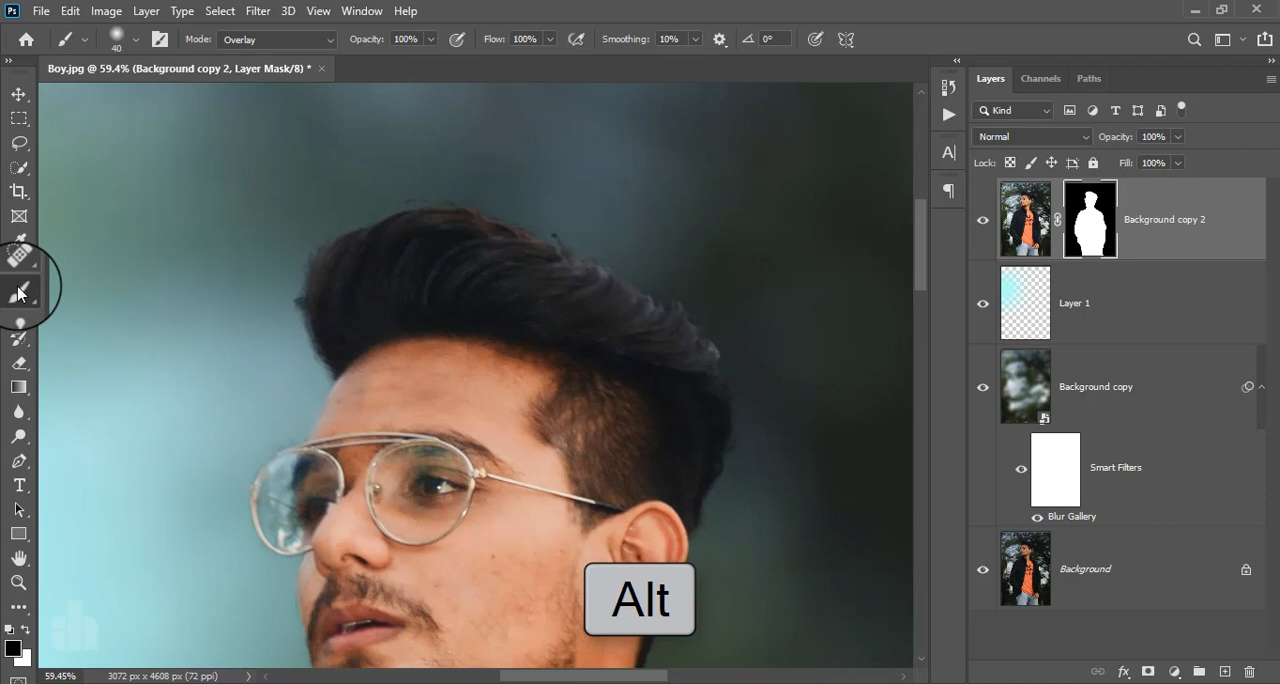 Ps File Edit Image Layer Type Select Filter 3D View Window Help
40 Mode: Overlay Opacity: 100% Flow: 100% Smoothing: 10% 0°
Boy.jpg @ 59.4% (Background copy 2, Layer Mask/8) * ×
Layers Channels Paths
Kind
Normal Opacity: 100%
Lock: Fill: 100%
Background copy 2
Layer 1
Background copy
Smart Filters
Blur Gallery
Background
Alt
59.45% 3072 px x 4608 px (72 ppi)